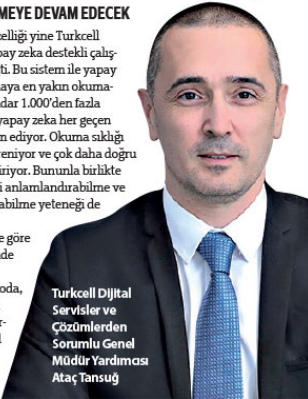 MEYE DEVAM EDECEK
zelliği yine Turkcell
pay zeka destekli çalış-
ti. Bu sistem ile yapay
naya en yakın okuma-
dar 1.000'den fazla
yapay zeka her geçen
n ediyor. Okuma sıklığı
eniyor ve çok daha doğru
iriyor. Bununla birlikte
i anlamlandırabilme ve
abilme yeteneği de
e göre
de
oda,
r-
l
Turkcell Dijital
Servisler ve
Çözümlerden
Sorumlu Genel
Müdür Yardımcısı
Ataç Tansuğ